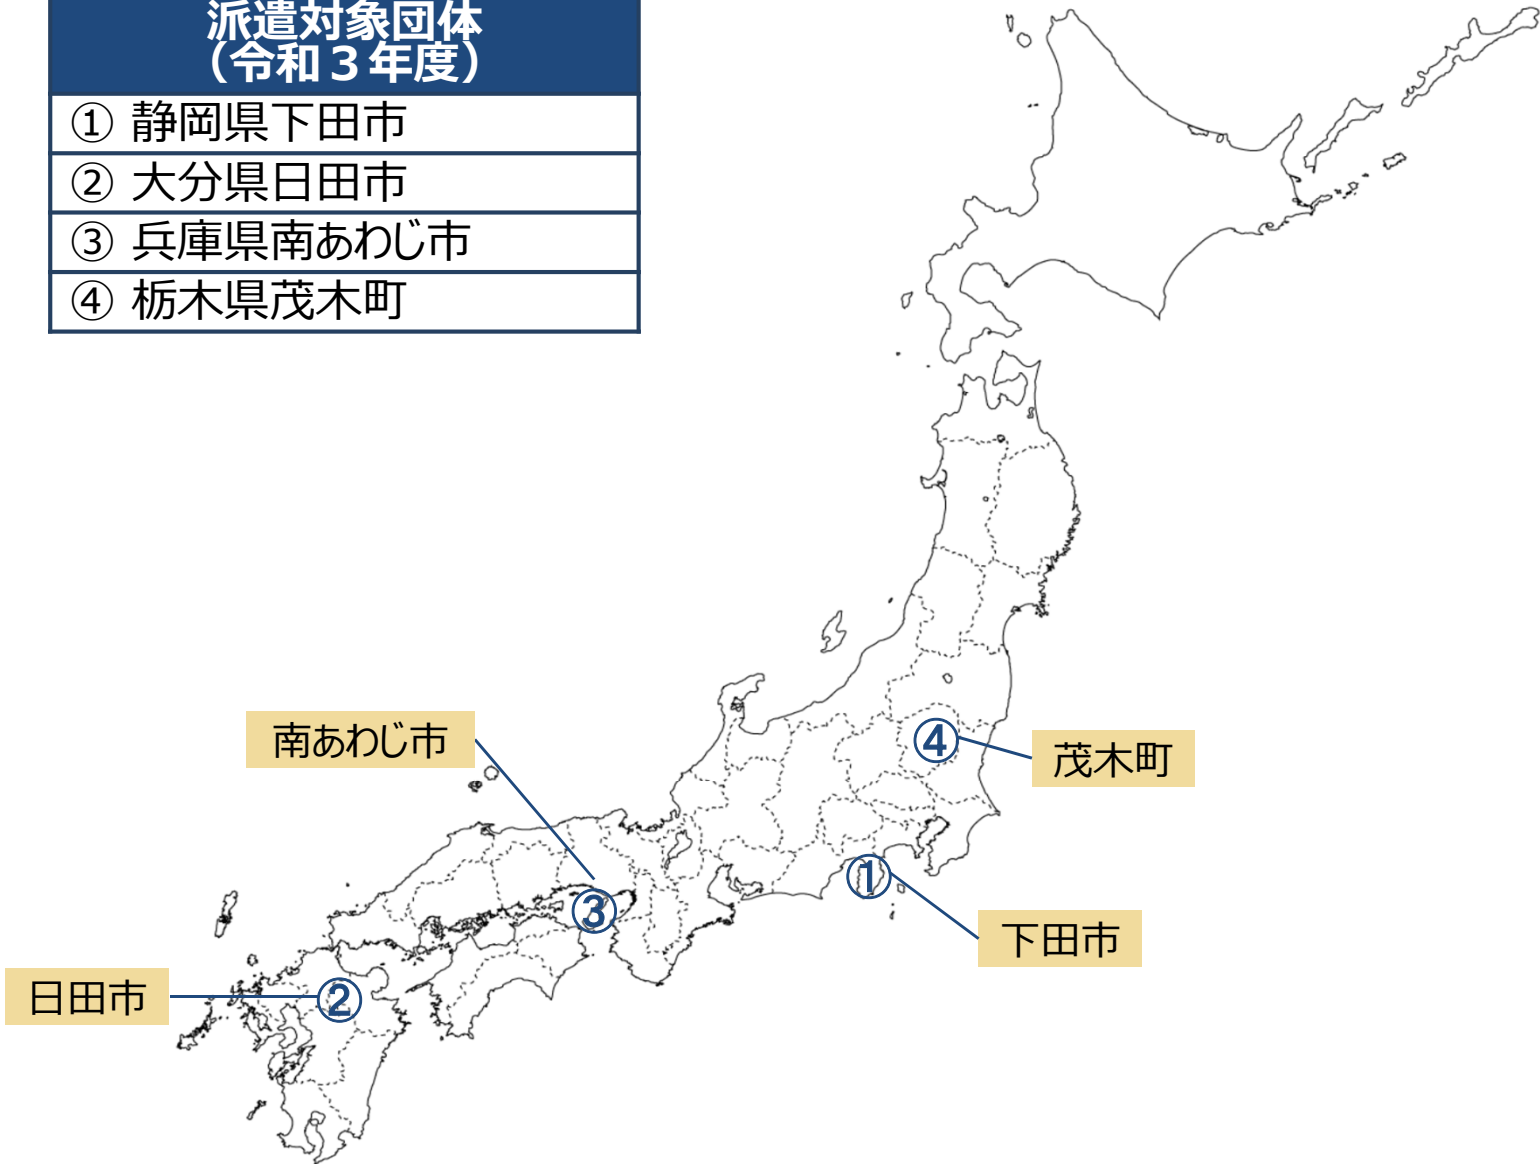 派遣対象団体
（令和３年度）
① 静岡県下田市
② 大分県日田市
③ 兵庫県南あわじ市
④ 栃木県茂木町
南あわじ市
④
茂木町
①
③
下田市
日田市
②